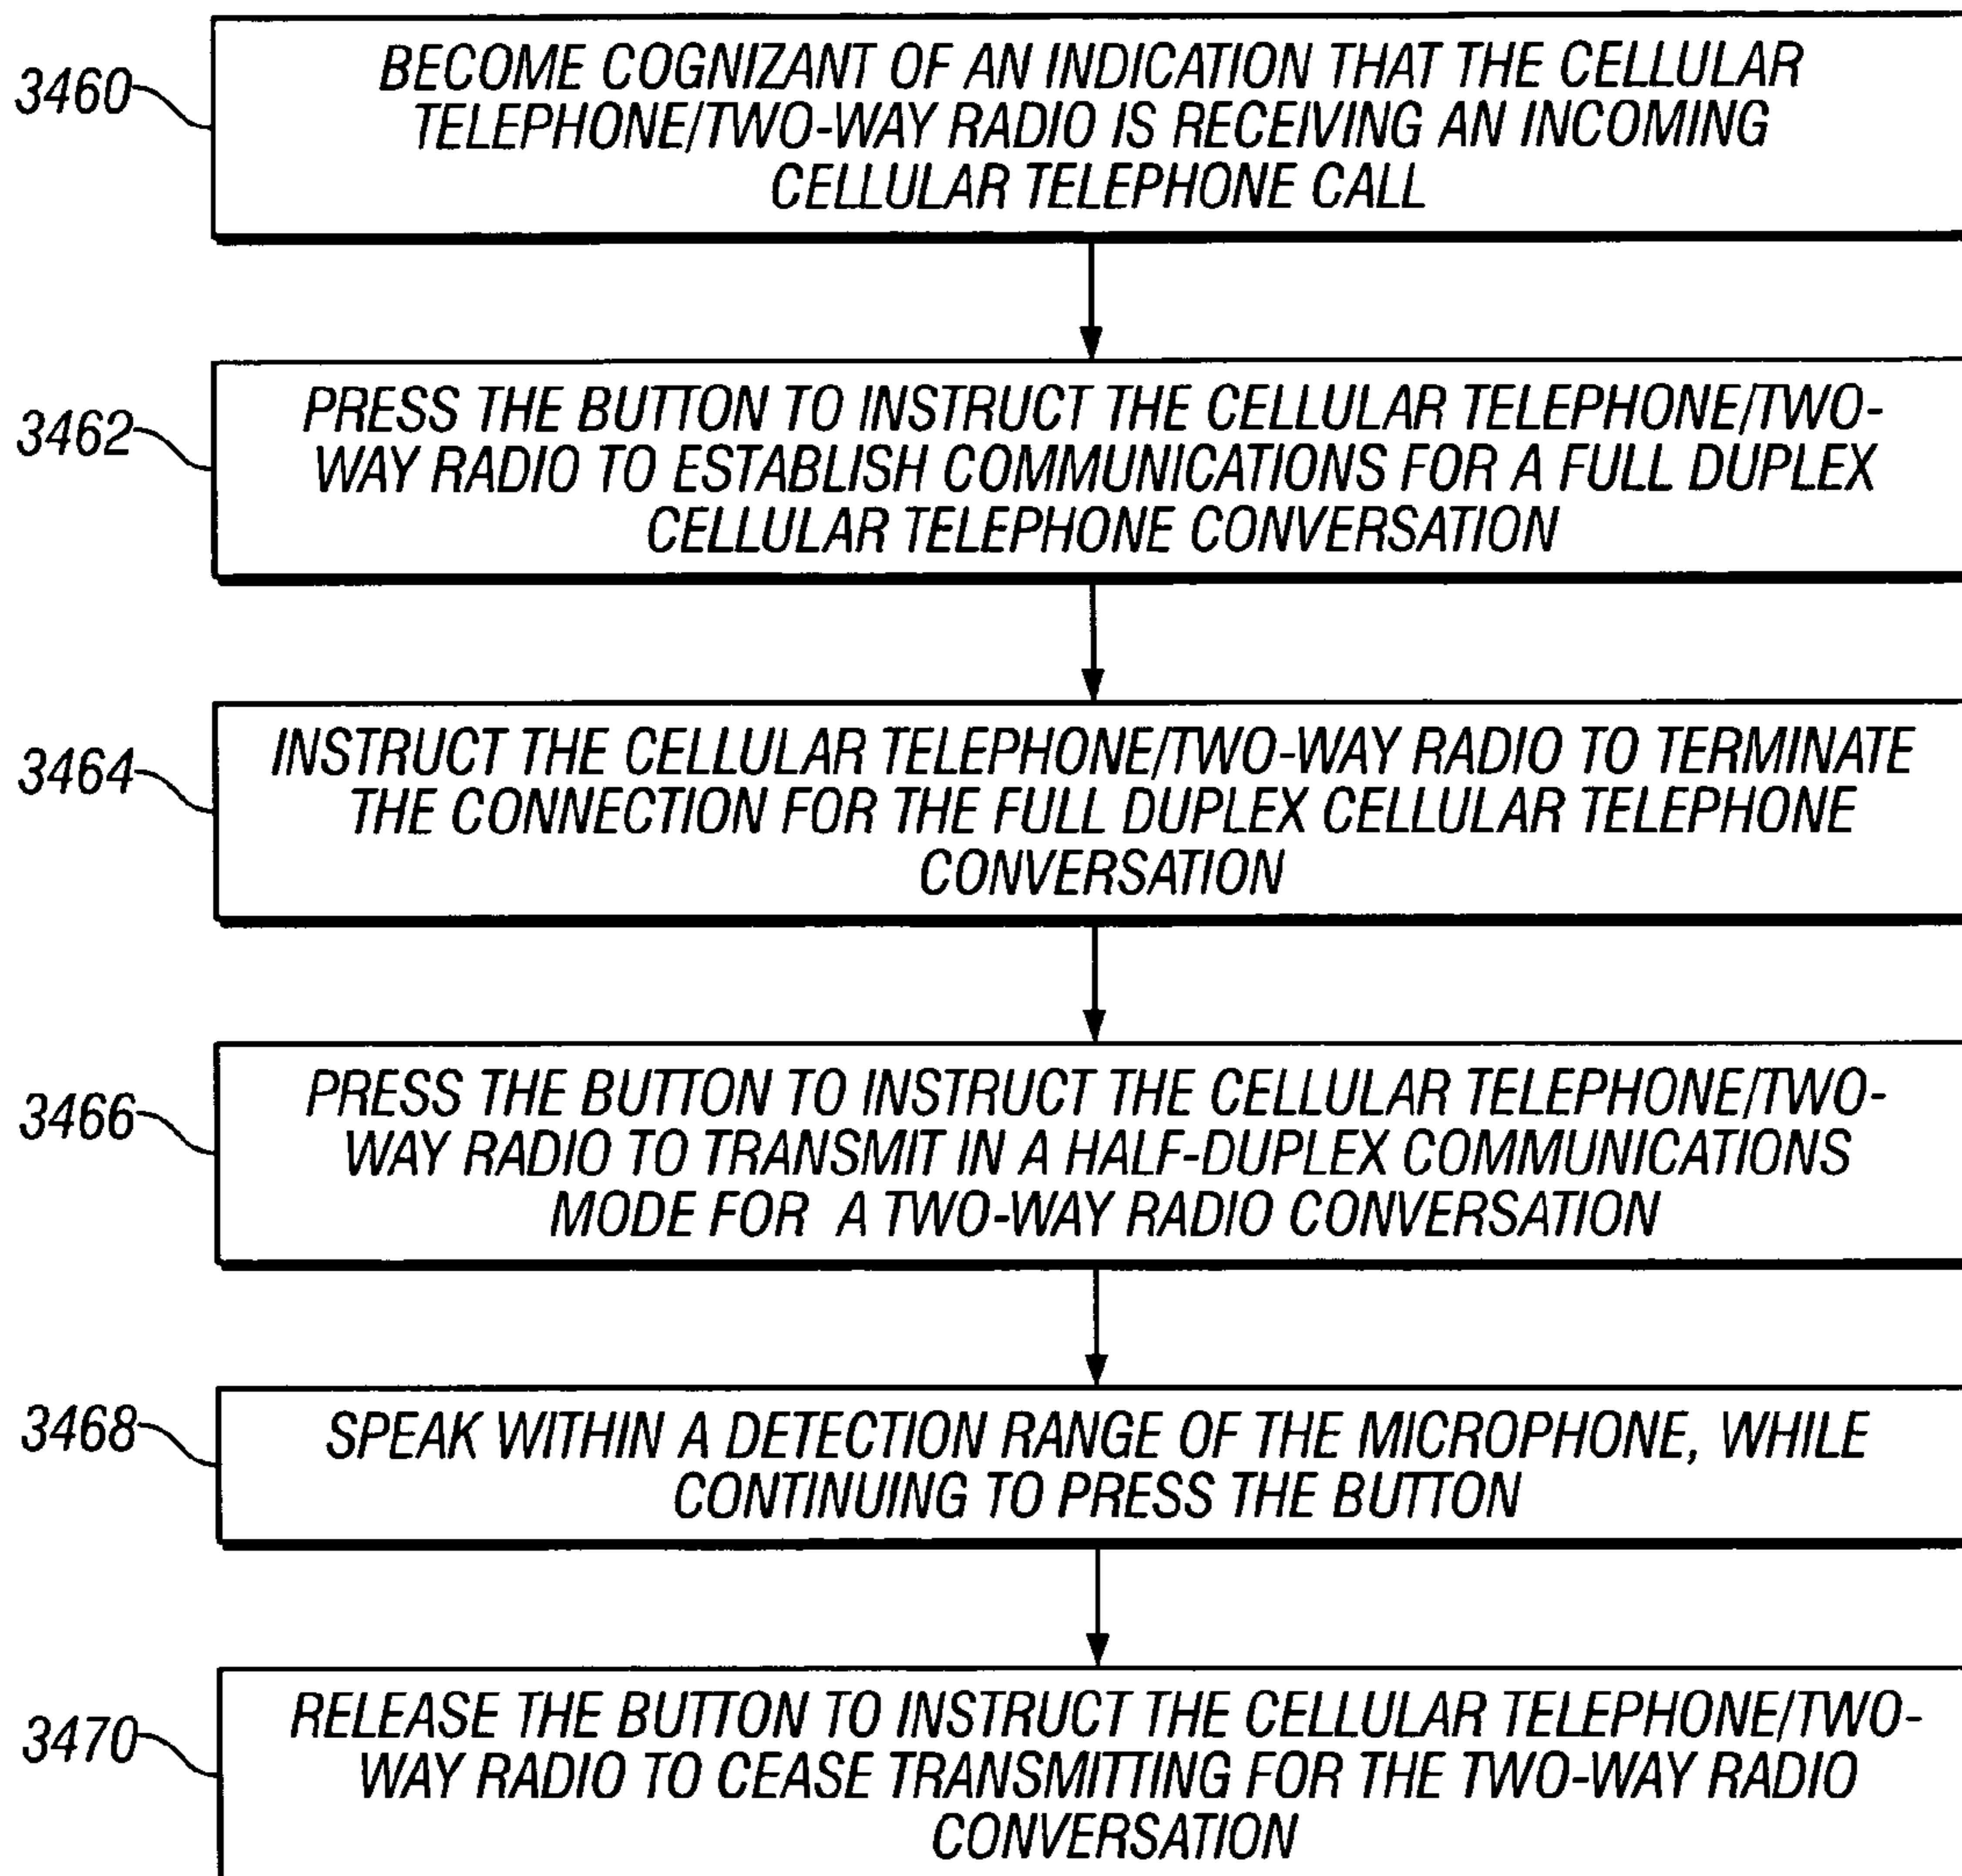 3460
BECOME COGNIZANT OF AN INDICATION THAT THE CELLULAR
TELEPHONE/TWO-WAY RADIO IS RECEIVING AN INCOMING
CELLULAR TELEPHONE CALL
3462
PRESS THE BUTTON TO INSTRUCT THE CELLULAR TELEPHONE/TWO-
WAY RADIO TO ESTABLISH COMMUNICATIONS FOR A FULL DUPLEX
CELLULAR TELEPHONE CONVERSATION
3464
INSTRUCT THE CELLULAR TELEPHONE/TWO-WAY RADIO TO TERMINATE
THE CONNECTION FOR THE FULL DUPLEX CELLULAR TELEPHONE
CONVERSATION
3466
PRESS THE BUTTON TO INSTRUCT THE CELLULAR TELEPHONE/TWO-
WAY RADIO TO TRANSMIT IN A HALF-DUPLEX COMMUNICATIONS
MODE FOR A TWO-WAY RADIO CONVERSATION
3468
SPEAK WITHIN A DETECTION RANGE OF THE MICROPHONE, WHILE
CONTINUING TO PRESS THE BUTTON
3470
RELEASE THE BUTTON TO INSTRUCT THE CELLULAR TELEPHONE/TWO-
WAY RADIO TO CEASE TRANSMITTING FOR THE TWO-WAY RADIO
CONVERSATION